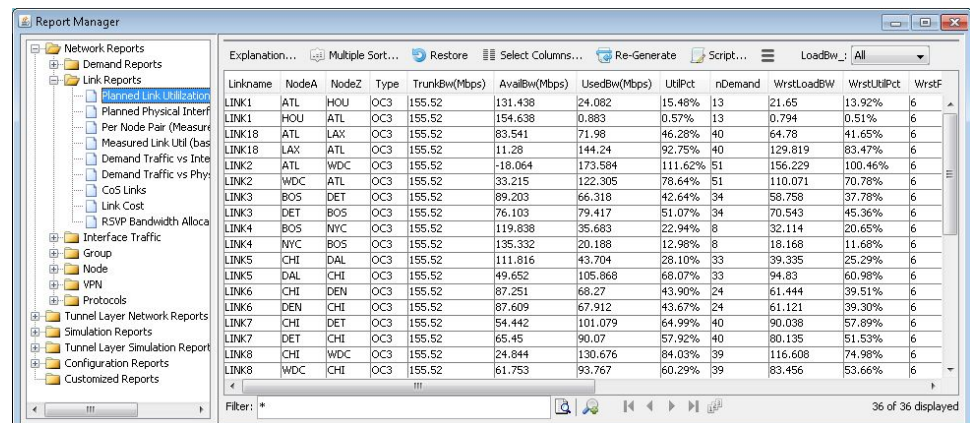 Report Manager
Network Reports
Demand Reports
Link Reports
Planned Link Utilization
Planned Physical Interf
Per Node Pair (Measure
Measured Link Util (bas
Demand Traffic vs Inte
Demand Traffic vs Phys
CoS Links
Link Cost
RSVP Bandwidth Alloca
Interface Traffic
Group
Node
VPN
Protocols
Tunnel Layer Network Reports
Simulation Reports
Tunnel Layer Simulation Report
Configuration Reports
Customized Reports
Explanation... Multiple Sort... Restore Select Columns... Re-Generate Script... LoadBw_: All
Linkname NodeA NodeZ Type TrunkBw(Mbps) AvailBw(Mbps) UsedBw(Mbps) UtilPct nDemand WrstLoadBW WrstUtilPct WrstF
LINK1 ATL HOU OC3 155.52 131.438 24.082 15.48% 13 21.65 13.92% 6
LINK1 HOU ATL OC3 155.52 154.638 0.883 0.57% 13 0.794 0.51% 6
LINK18 ATL LAX OC3 155.52 83.541 71.98 46.28% 40 64.78 41.65% 6
LINK18 LAX ATL OC3 155.52 11.28 144.24 92.75% 40 129.819 83.47% 6
LINK2 ATL WDC OC3 155.52 -18.064 173.584 111.62% 51 156.229 100.46% 6
LINK2 WDC ATL OC3 155.52 33.215 122.305 78.64% 51 110.071 70.78% 6
LINK3 BOS DET OC3 155.52 89.203 66.318 42.64% 34 58.758 37.78% 6
LINK3 DET BOS OC3 155.52 76.103 79.417 51.07% 34 70.543 45.36% 6
LINK4 BOS NYC OC3 155.52 119.838 35.683 22.94% 8 32.114 20.65% 6
LINK4 NYC BOS OC3 155.52 135.332 20.188 12.98% 8 18.168 11.68% 6
LINK5 CHI DAL OC3 155.52 111.816 43.704 28.10% 33 39.335 25.29% 6
LINK5 DAL CHI OC3 155.52 49.652 105.868 68.07% 33 94.83 60.98% 6
LINK6 CHI DEN OC3 155.52 87.251 68.27 43.90% 24 61.444 39.51% 6
LINK6 DEN CHI OC3 155.52 87.609 67.912 43.67% 24 61.121 39.30% 6
LINK7 CHI DET OC3 155.52 54.442 101.079 64.99% 40 90.038 57.89% 6
LINK7 DET CHI OC3 155.52 65.45 90.07 57.92% 40 80.135 51.53% 6
LINK8 CHI WDC OC3 155.52 24.844 130.676 84.03% 39 116.608 74.98% 6
LINK8 WDC CHI OC3 155.52 61.753 93.767 60.29% 39 83.456 53.66% 6
Filter: * 36 of 36 displayed